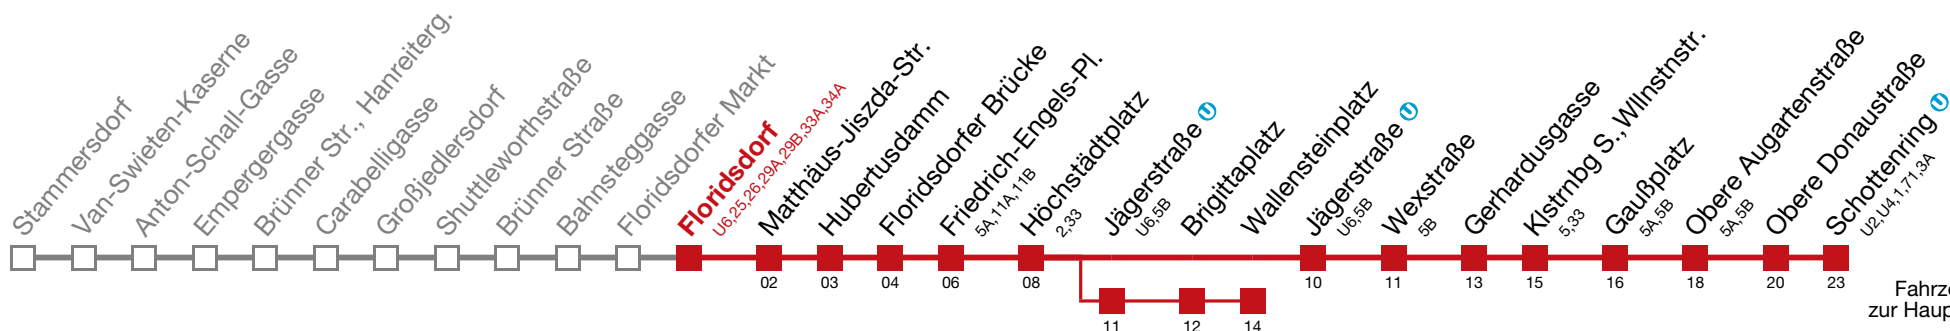 Stammersdorf
Van-Swieten-Kaserne
Anton-Schall-Gasse
Empergergasse
Brünner Str., Hanreiterg.
Carabelligasse
Großjedlersdorf
Shuttleworthstraße
Brünner Straße
Bahnsteggasse
Floridsdorfer Markt
Floridsdorf
U6,25,26,29A,29B,33A,34A
Matthäus-Jiszda-Str.
Hubertusdamm
Floridsdorfer Brücke
Friedrich-Engels-Pl.
5A,11A,11B
Höchstädtplatz
2,33
Jägerstraße
U6,5B
Brigittaplatz
Wallensteinplatz
Jägerstraße
U6,5B
Wexstraße
5B
Gerhardusgasse
Klstrnbg S., Wllnstnstr.
5,33
Gaußplatz
5A,5B
Obere Augartenstraße
5A,5B
Obere Donaustraße
Schottenring
U2,U4,1,71,3A
02 03 04 06 08 10 11 13 15 16 18 20 23
11 12 14
Fahrze
zur Haup